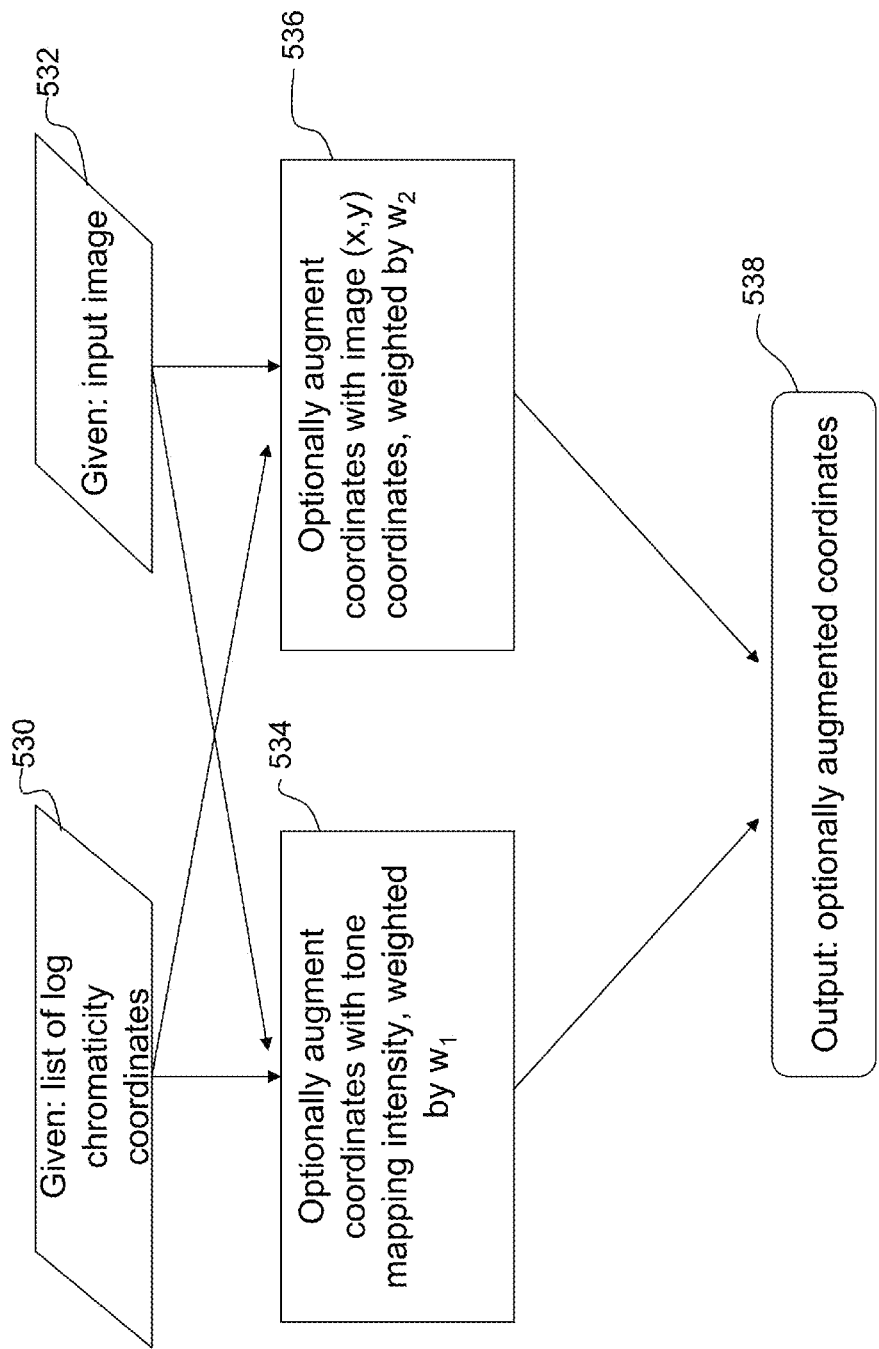 530
Given: list of log
chromaticity
coordinates
532
Given: input image
534
Optionally augment
coordinates with tone
mapping intensity, weighted
by w₁
536
Optionally augment
coordinates with image (x,y)
coordinates, weighted by w₂
538
Output: optionally augmented coordinates